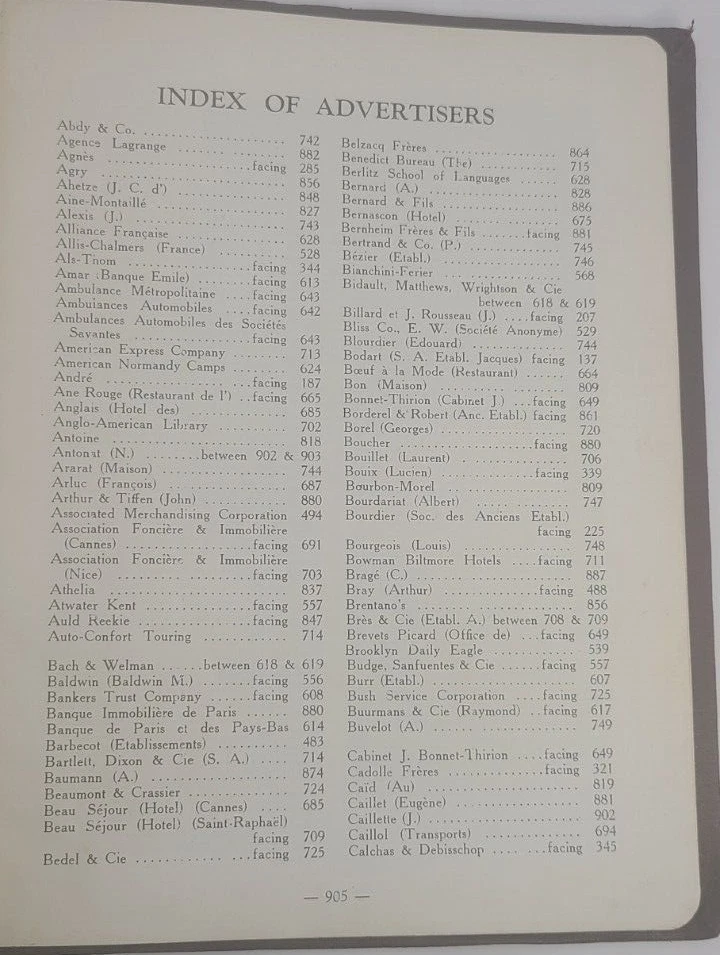 INDEX OF ADVERTISERS
Abdy & Co. .................... 742
Agence Lagrange ............... 882
Agnès ....................facing 285
Agry .......................... 856
Ahetze (J. C. d') ............. 848
Aine-Montaillé ................ 827
Alexis (J.) ................... 743
Alliance Française ............ 628
Allis-Chalmers (France) ....... 528
Als-Thom .................facing 344
Amar (Banque Emile) ......facing 613
Ambulance Métropolitaine ....facing 643
Ambulances Automobiles .....facing 642
Ambulances Automobiles des Sociétés
Savantes .................facing 643
American Express Company ........ 713
American Normandy Camps ....... 624
André ....................facing 187
Ane Rouge (Restaurant de l') ..facing 665
Anglais (Hotel des) ........... 685
Anglo-American Library ........ 702
Antoine ....................... 818
Antonat (N.) ........between 902 & 903
Ararat (Maison) ............... 744
Arluc (François) .............. 687
Arthur & Tiffen (John) ........ 880
Associated Merchandising Corporation 494
Association Foncière & Immobilière
(Cannes) .................facing 691
Association Foncière & Immobilière
(Nice) ...................facing 703
Athelia ....................... 837
Atwater Kent .............facing 557
Auld Reekie ..............facing 847
Auto-Confort Touring .......... 714
Bach & Welman ......between 618 & 619
Baldwin (Baldwin M.) .......facing 556
Bankers Trust Company ......facing 608
Banque Immobilière de Paris ...... 880
Banque de Paris et des Pays-Bas 614
Barbecot (Etablissements) ........ 483
Bartlett, Dixon & Cie (S. A.) .... 714
Baumann (A.) .................. 874
Beaumont & Crassier ........... 724
Beau Séjour (Hotel) (Cannes) .... 685
Beau Séjour (Hotel) (Saint-Raphaël)
facing 709
Bedel & Cie ..............facing 725
Belzacq Frères ................ 864
Benedict Bureau (The) ......... 715
Berlitz School of Languages ...... 628
Bernard (A.) .................. 828
Bernard & Fils ................ 886
Bernascon (Hotel) ............. 675
Bernheim Frères & Fils .......facing 881
Bertrand & Co. (P.) ........... 745
Bézier (Etabl.) ............... 746
Bianchini-Ferier .............. 568
Bidault, Matthews, Wrightson & Cie
between 618 & 619
Billard et J. Rousseau (J.) ....facing 207
Bliss Co., E. W. (Société Anonyme) 529
Blourdier (Edouard) ........... 744
Bodart (S. A. Etabl. Jacques) facing 137
Bœuf à la Mode (Restaurant) ...... 664
Bon (Maison) .................. 809
Bonnet-Thirion (Cabinet J.) ...facing 649
Borderel & Robert (Anc. Etabl.) facing 861
Borel (Georges) ............... 720
Boucher ..................facing 880
Bouillet (Laurent) ............ 706
Bouix (Lucien) ...........facing 339
Bourbon-Morel ................. 809
Bourdariat (Albert) ........... 747
Bourdier (Soc. des Anciens Etabl.)
facing 225
Bourgeois (Louis) ............. 748
Bowman Biltmore Hotels .....facing 711
Bragé (C.) .................... 887
Bray (Arthur) ............facing 488
Brentano's .................... 856
Brès & Cie (Etabl. A.) between 708 & 709
Brevets Picard (Office de) ...facing 649
Brooklyn Daily Eagle .......... 539
Budge, Sanfuentes & Cie ......facing 557
Burr (Etabl.) ................. 607
Bush Service Corporation ....facing 725
Buurmans & Cie (Raymond) ..facing 617
Buvelot (A.) .................. 749
Cabinet J. Bonnet-Thirion ....facing 649
Cadolle Frères ...........facing 321
Caïd (Au) ..................... 819
Caillet (Eugène) .............. 881
Caillette (J.) ................ 902
Caillol (Transports) .......... 694
Calchas & Debisschop .......facing 345
— 905 —